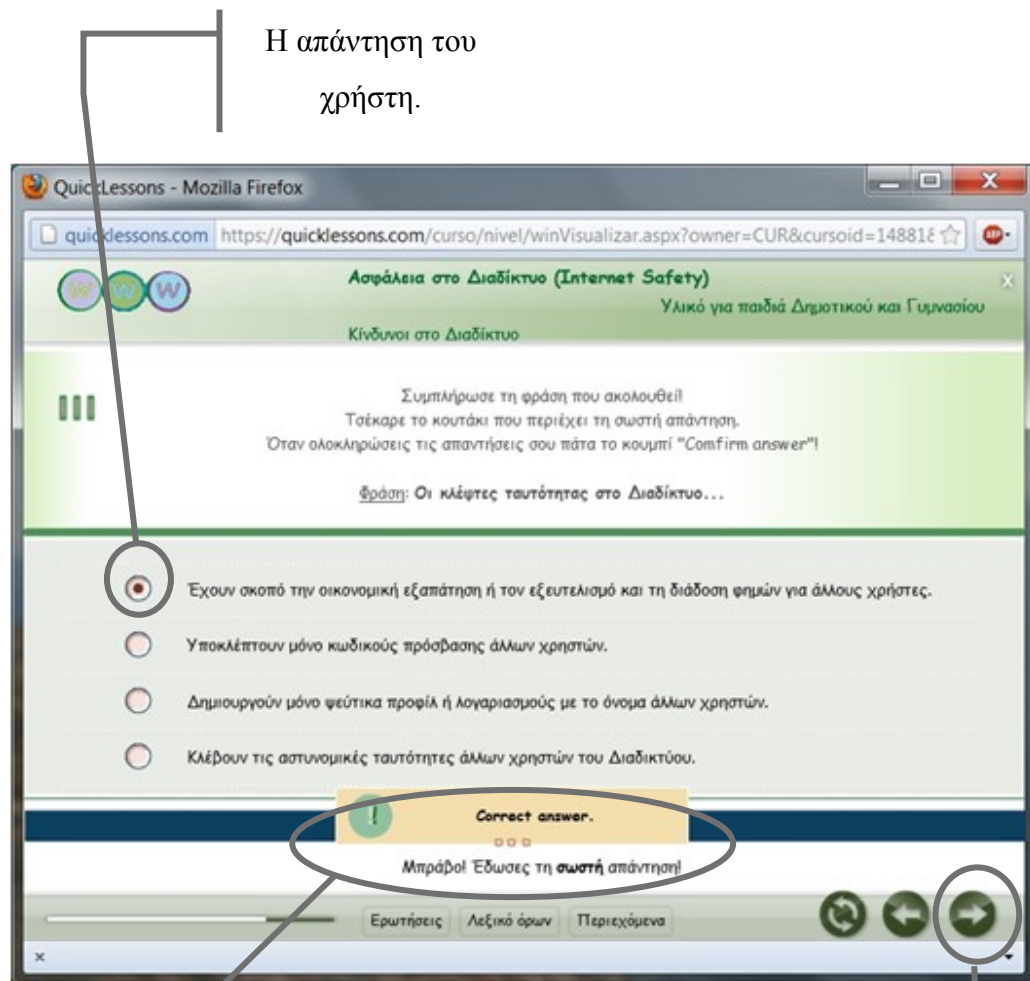 Η απάντηση του
χρήστη.
QuickLessons - Mozilla Firefox
quicklessons.com https://quicklessons.com/curso/nivel/winVisualizar.aspx?owner=CUR&cursoid=148818
www
Ασφάλεια στο Διαδίκτυο (Internet Safety)
Υλικό για παιδιά Δημοτικού και Γυμνασίου
Κίνδυνοι στο Διαδίκτυο
Συμπλήρωσε τη φράση που ακολουθεί!
Τσέκαρε το κουτάκι που περιέχει τη σωστή απάντηση.
Όταν ολοκληρώσεις τις απαντήσεις σου πάτα το κουμπί "Comfirm answer"!
Φράση: Οι κλέφτες ταυτότητας στο Διαδίκτυο...
Έχουν σκοπό την οικονομική εξαπάτηση ή τον εξευτελισμό και τη διάδοση φημών για άλλους χρήστες.
Υποκλέπτουν μόνο κωδικούς πρόσβασης άλλων χρηστών.
Δημιουργούν μόνο ψεύτικα προφίλ ή λογαριασμούς με το όνομα άλλων χρηστών.
Κλέβουν τις αστυνομικές ταυτότητες άλλων χρηστών του Διαδικτύου.
! Correct answer.
Μπράβο! Έδωσες τη σωστή απάντηση!
Ερωτήσεις Λεξικό όρων Περιεχόμενα